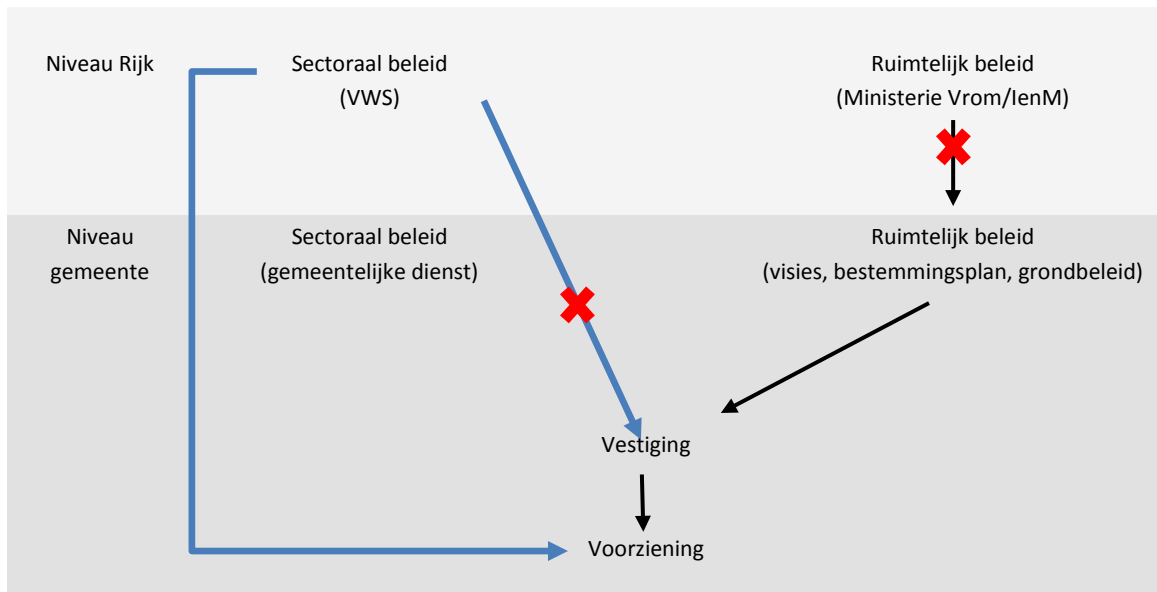 Niveau Rijk
Sectoraal beleid
(VWS)
Ruimtelijk beleid
(Ministerie Vrom/IenM)
Niveau
gemeente
Sectoraal beleid
(gemeentelijke dienst)
Ruimtelijk beleid
(visies, bestemmingsplan, grondbeleid)
Vestiging
Voorziening